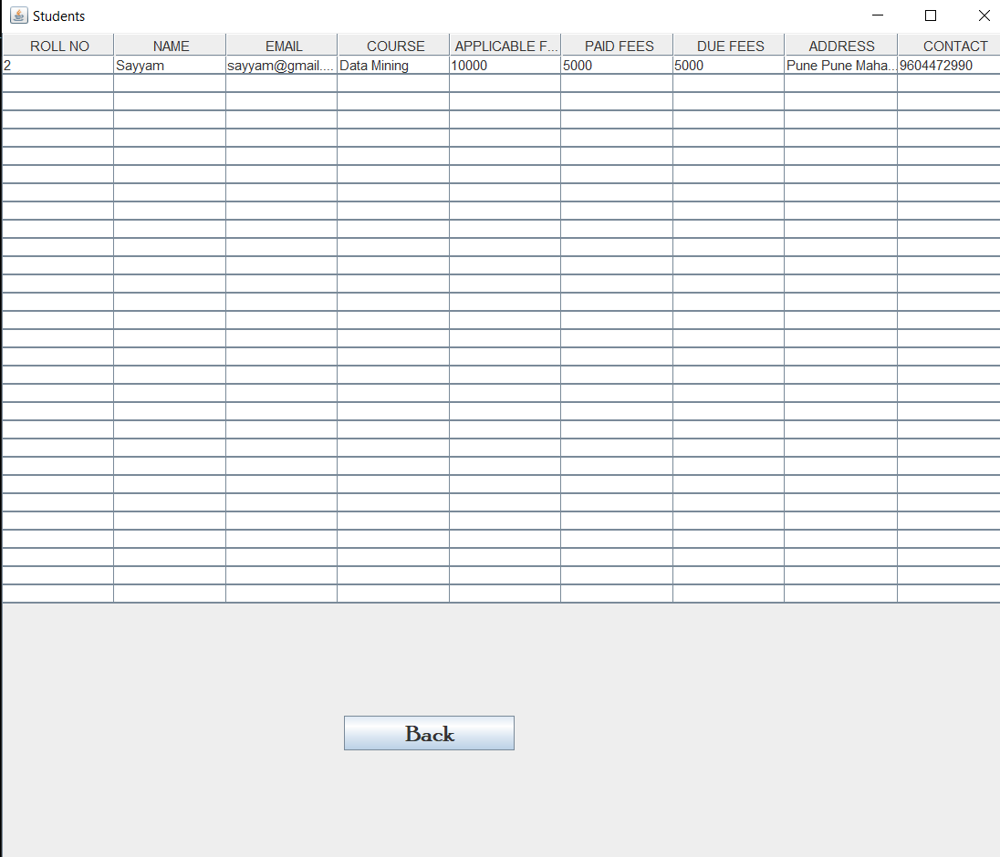 Students
ROLL NO NAME EMAIL COURSE APPLICABLE F... PAID FEES DUE FEES ADDRESS CONTACT
2 Sayyam sayyam@gmail.... Data Mining 10000 5000 5000 Pune Pune Maha... 9604472990
Back